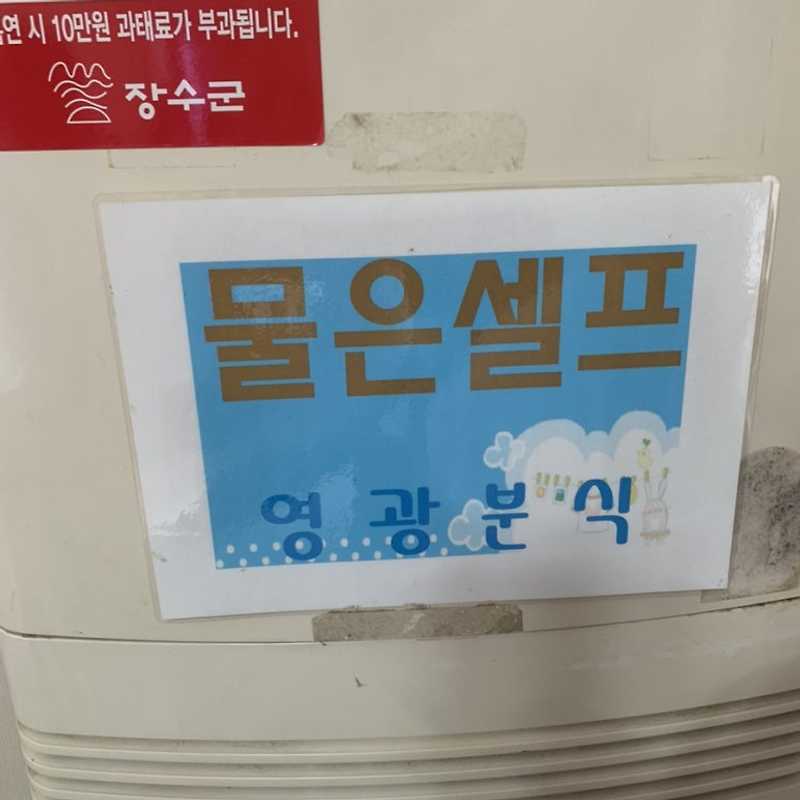 시 10만원 과태료가 부과됩니다.
장수군
물은셀프
영광분식